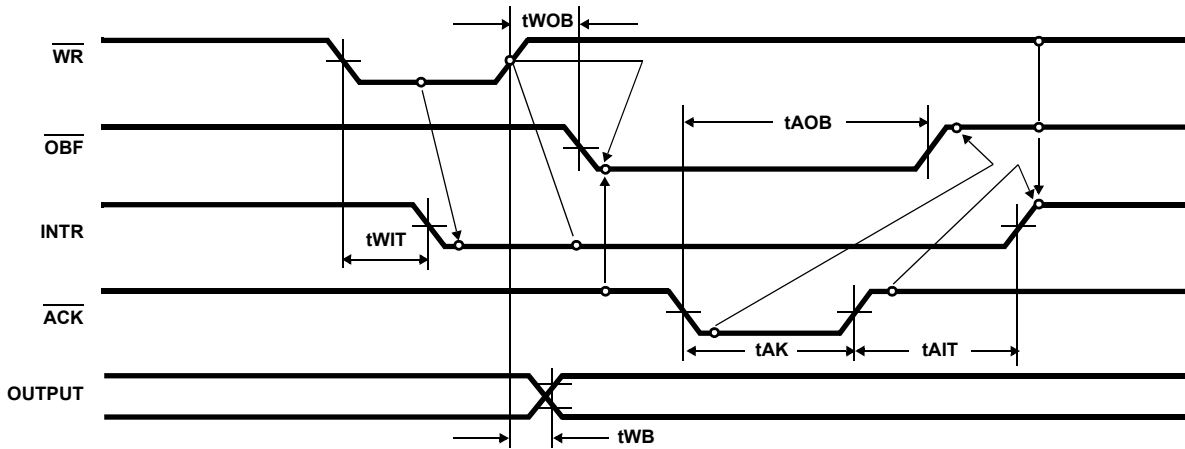 tWOB
WR
tAOB
OBF
INTR
tWIT
ACK
tAK
tAIT
OUTPUT
tWB